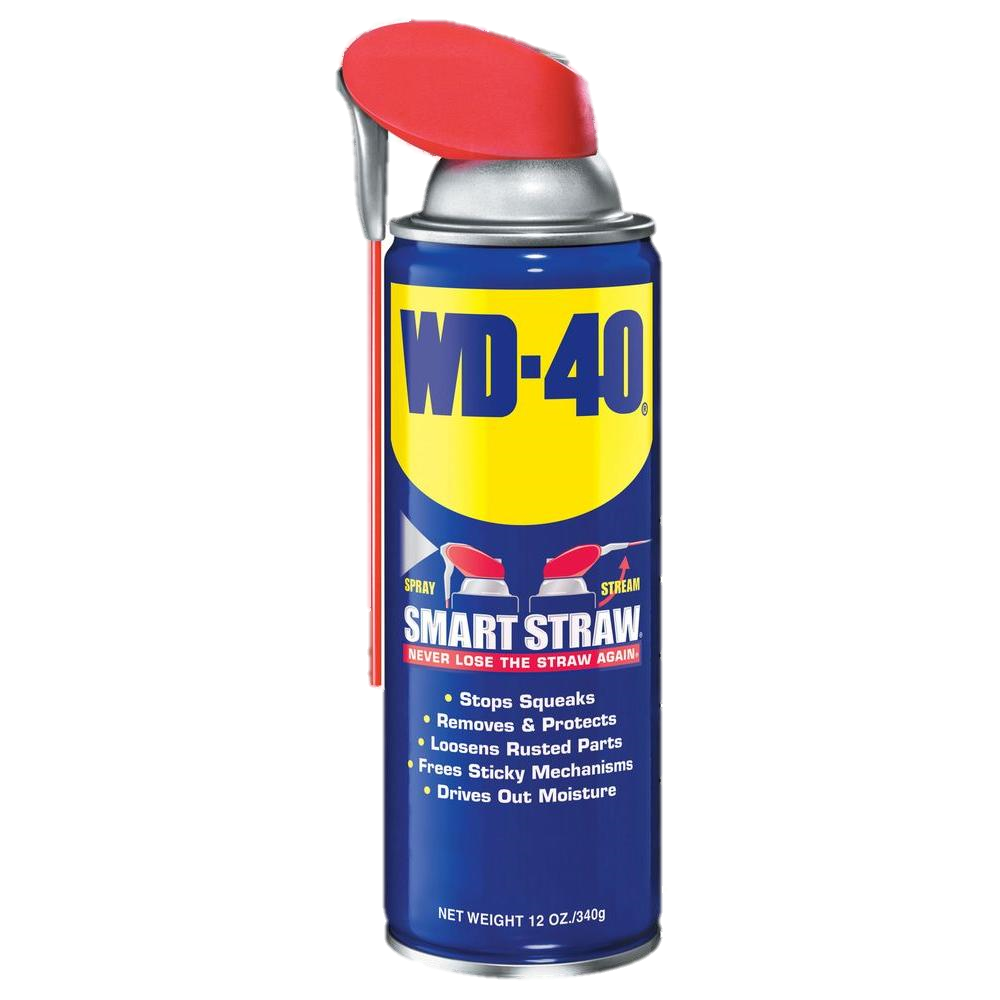 WD-40®
SPRAY STREAM
SMART STRAW®
NEVER LOSE THE STRAW AGAIN®
• Stops Squeaks
• Removes & Protects
• Loosens Rusted Parts
• Frees Sticky Mechanisms
• Drives Out Moisture
NET WEIGHT 12 OZ./340g